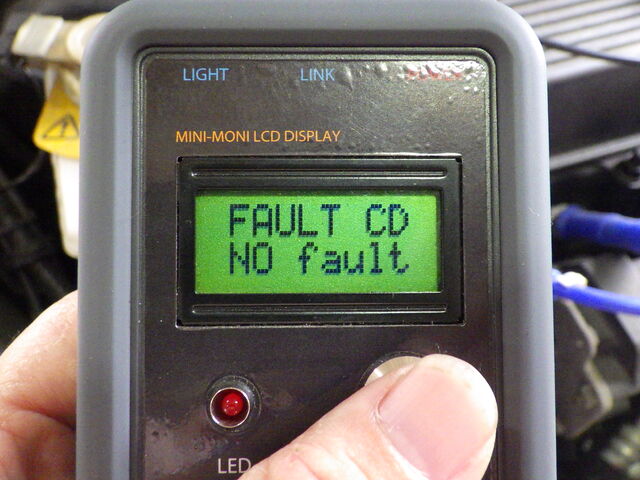 LIGHT LINK
MINI-MONI LCD DISPLAY
FAULT CD
NO fault
LED